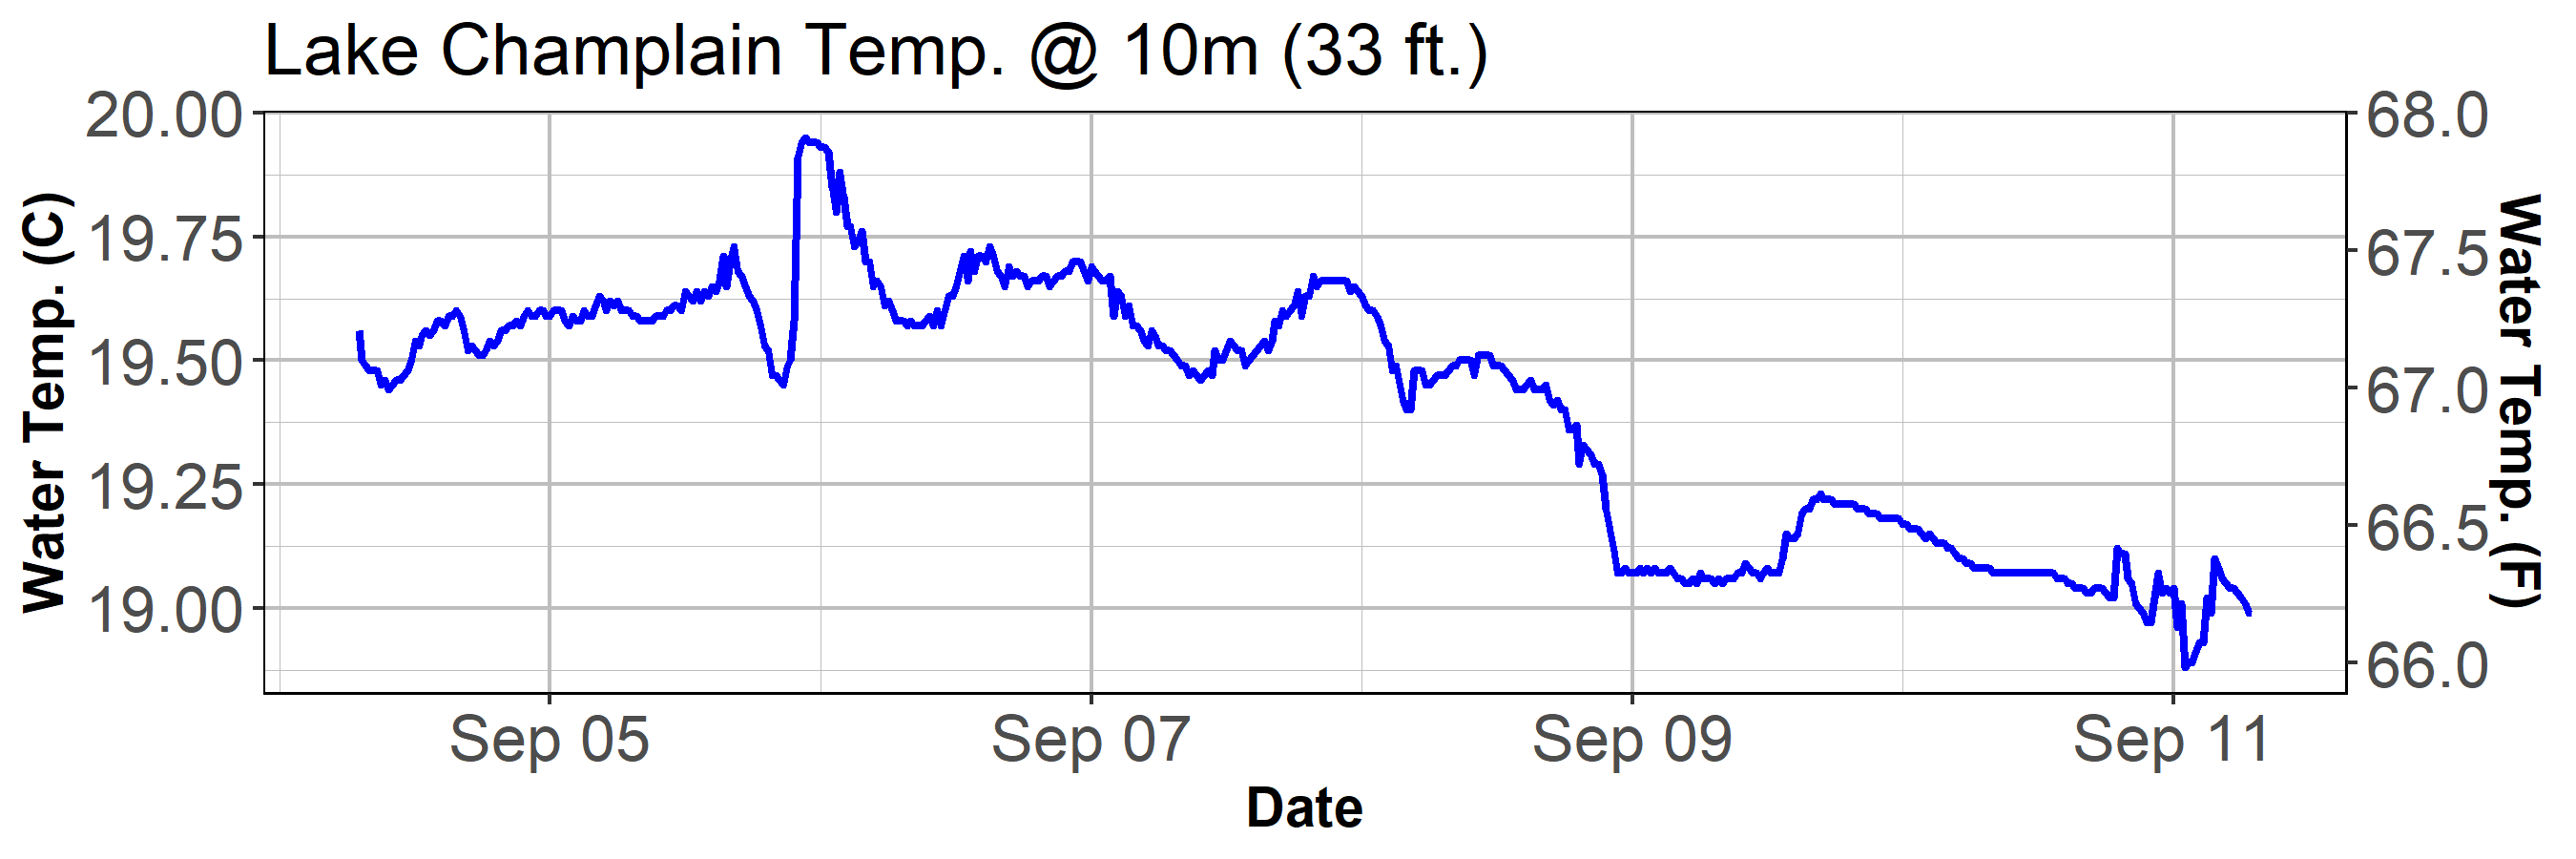 Lake Champlain Temp. @ 10m (33 ft.)
Water Temp. (C)
20.00
19.75
19.50
19.25
19.00
68.0
67.5
67.0
66.5
66.0
Water Temp. (F)
Sep 05
Sep 07
Sep 09
Sep 11
Date